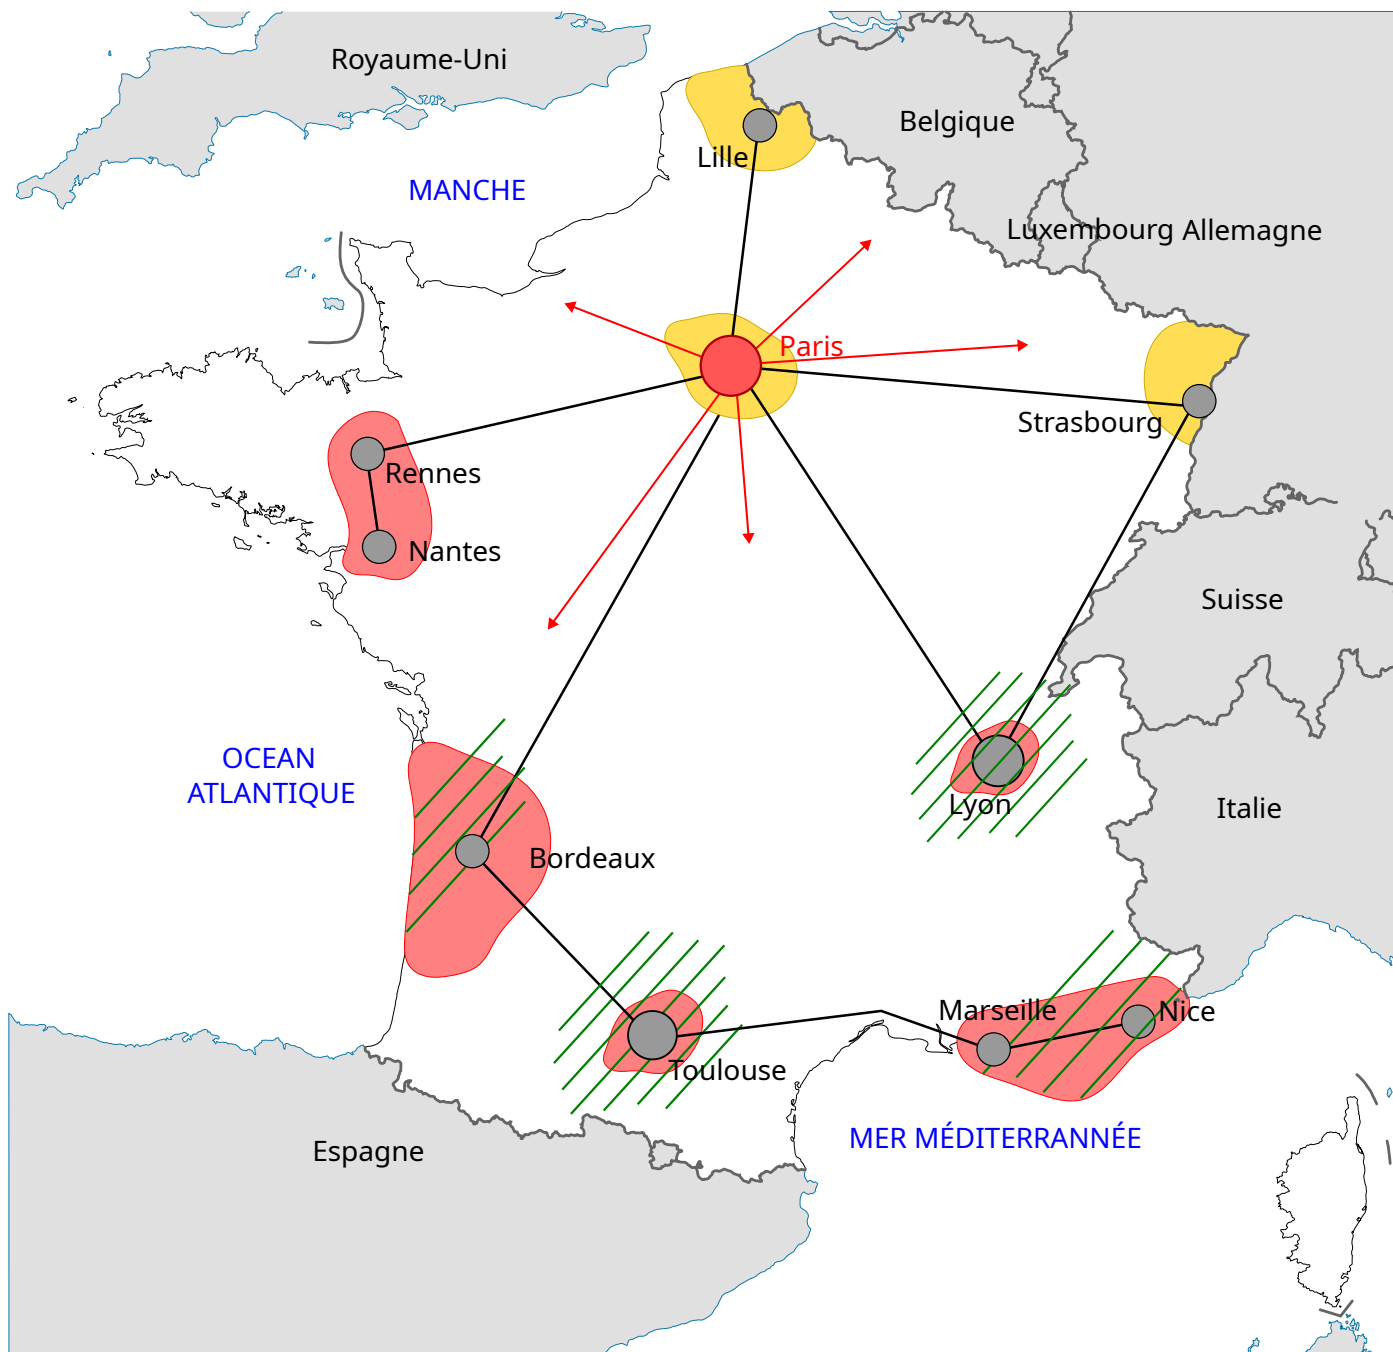 Royaume-Uni
Belgique
Lille
MANCHE
Luxembourg
Allemagne
Paris
Strasbourg
Rennes
Nantes
Suisse
OCEAN
ATLANTIQUE
Lyon
Italie
Bordeaux
Marseille
Nice
Toulouse
MER MÉDITERRANNÉE
Espagne